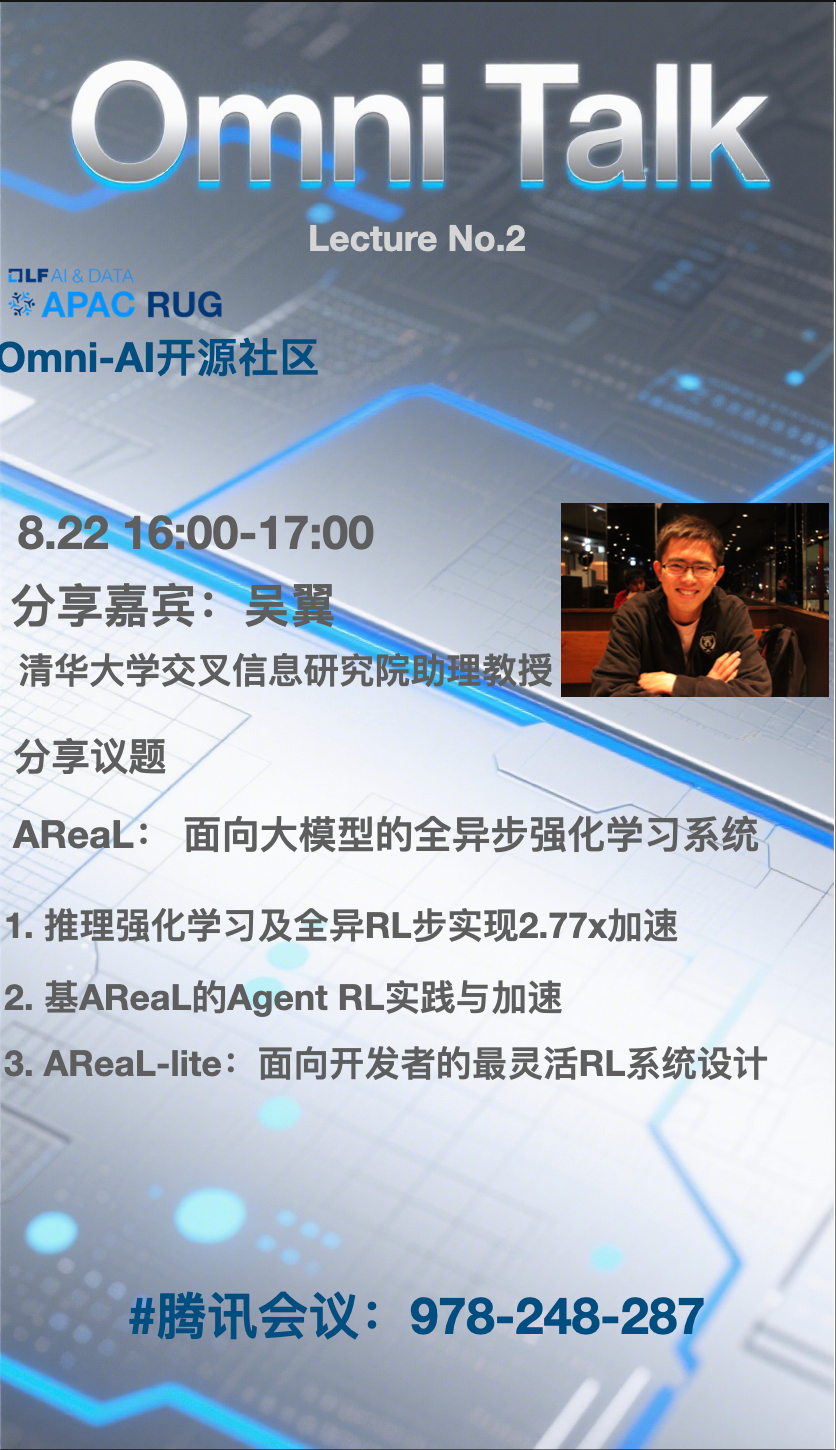 Omni Talk
Lecture No.2
LF AI & DATA
APAC RUG
Omni-AI开源社区
8.22 16:00-17:00
分享嘉宾：吴翼
清华大学交叉信息研究院助理教授
分享议题
AReaL： 面向大模型的全异步强化学习系统
1. 推理强化学习及全异RL步实现2.77x加速
2. 基AReaL的Agent RL实践与加速
3. AReaL-lite：面向开发者的最灵活RL系统设计
#腾讯会议：978-248-287